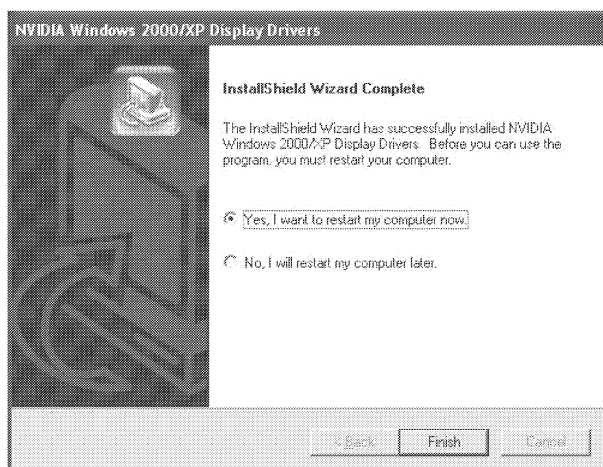 NVIDIA Windows 2000/XP Display Drivers
InstallShield Wizard Complete
The InstallShield Wizard has successfully installed NVIDIA
Windows 2000/XP Display Drivers. Before you can use the
program, you must restart your computer.
Yes, I want to restart my computer now.
No, I will restart my computer later.
< Back Finish Cancel